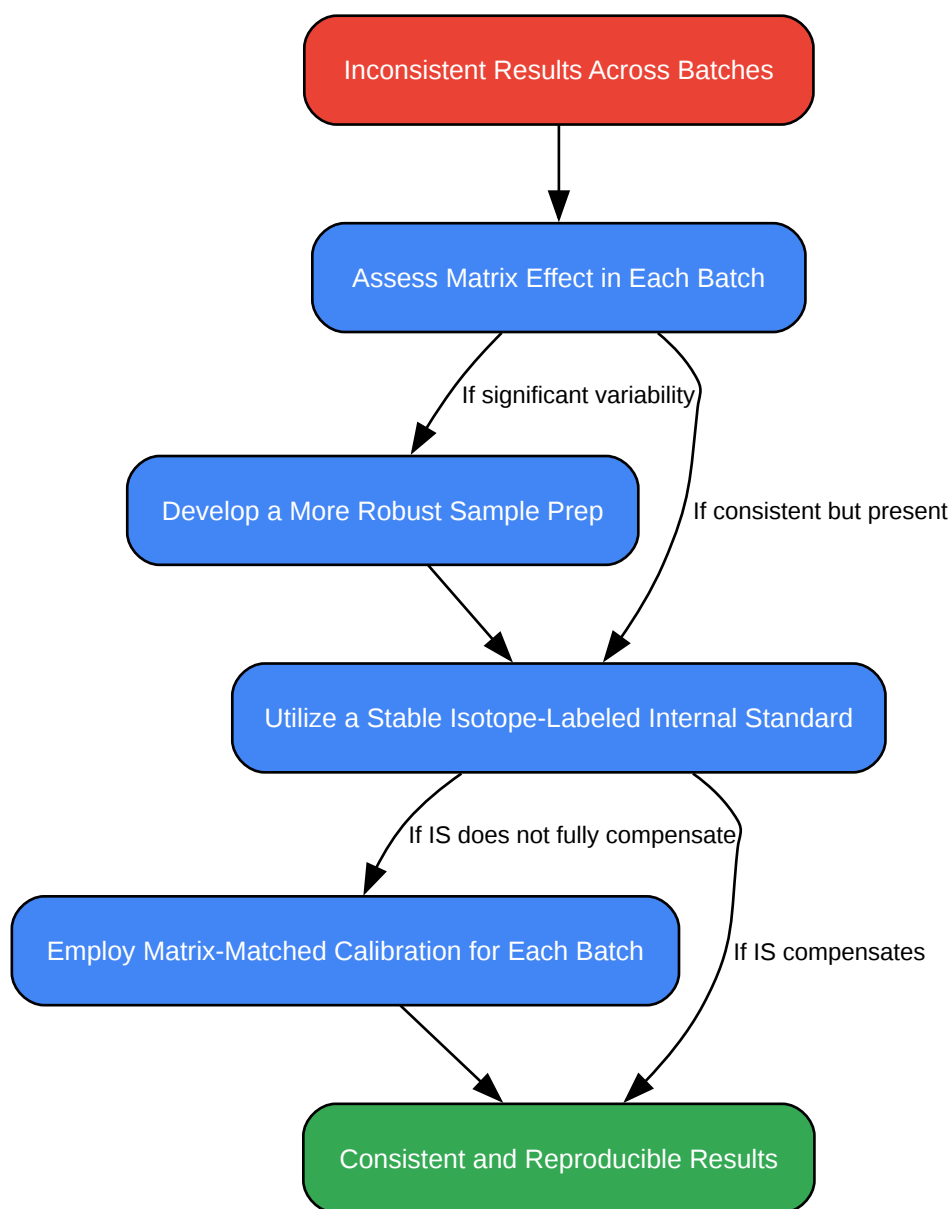 Inconsistent Results Across Batches
Assess Matrix Effect in Each Batch
If significant variability
Develop a More Robust Sample Prep
If consistent but present
Utilize a Stable Isotope-Labeled Internal Standard
If IS does not fully compensate
Employ Matrix-Matched Calibration for Each Batch
If IS compensates
Consistent and Reproducible Results